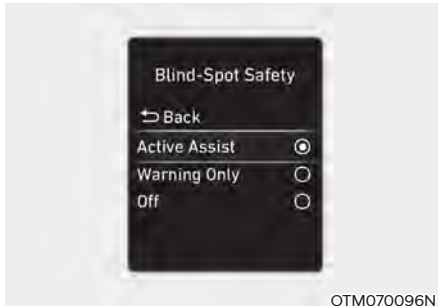 Blind-Spot Safety
⮌ Back
Active Assist
Warning Only
Off
OTM070096N